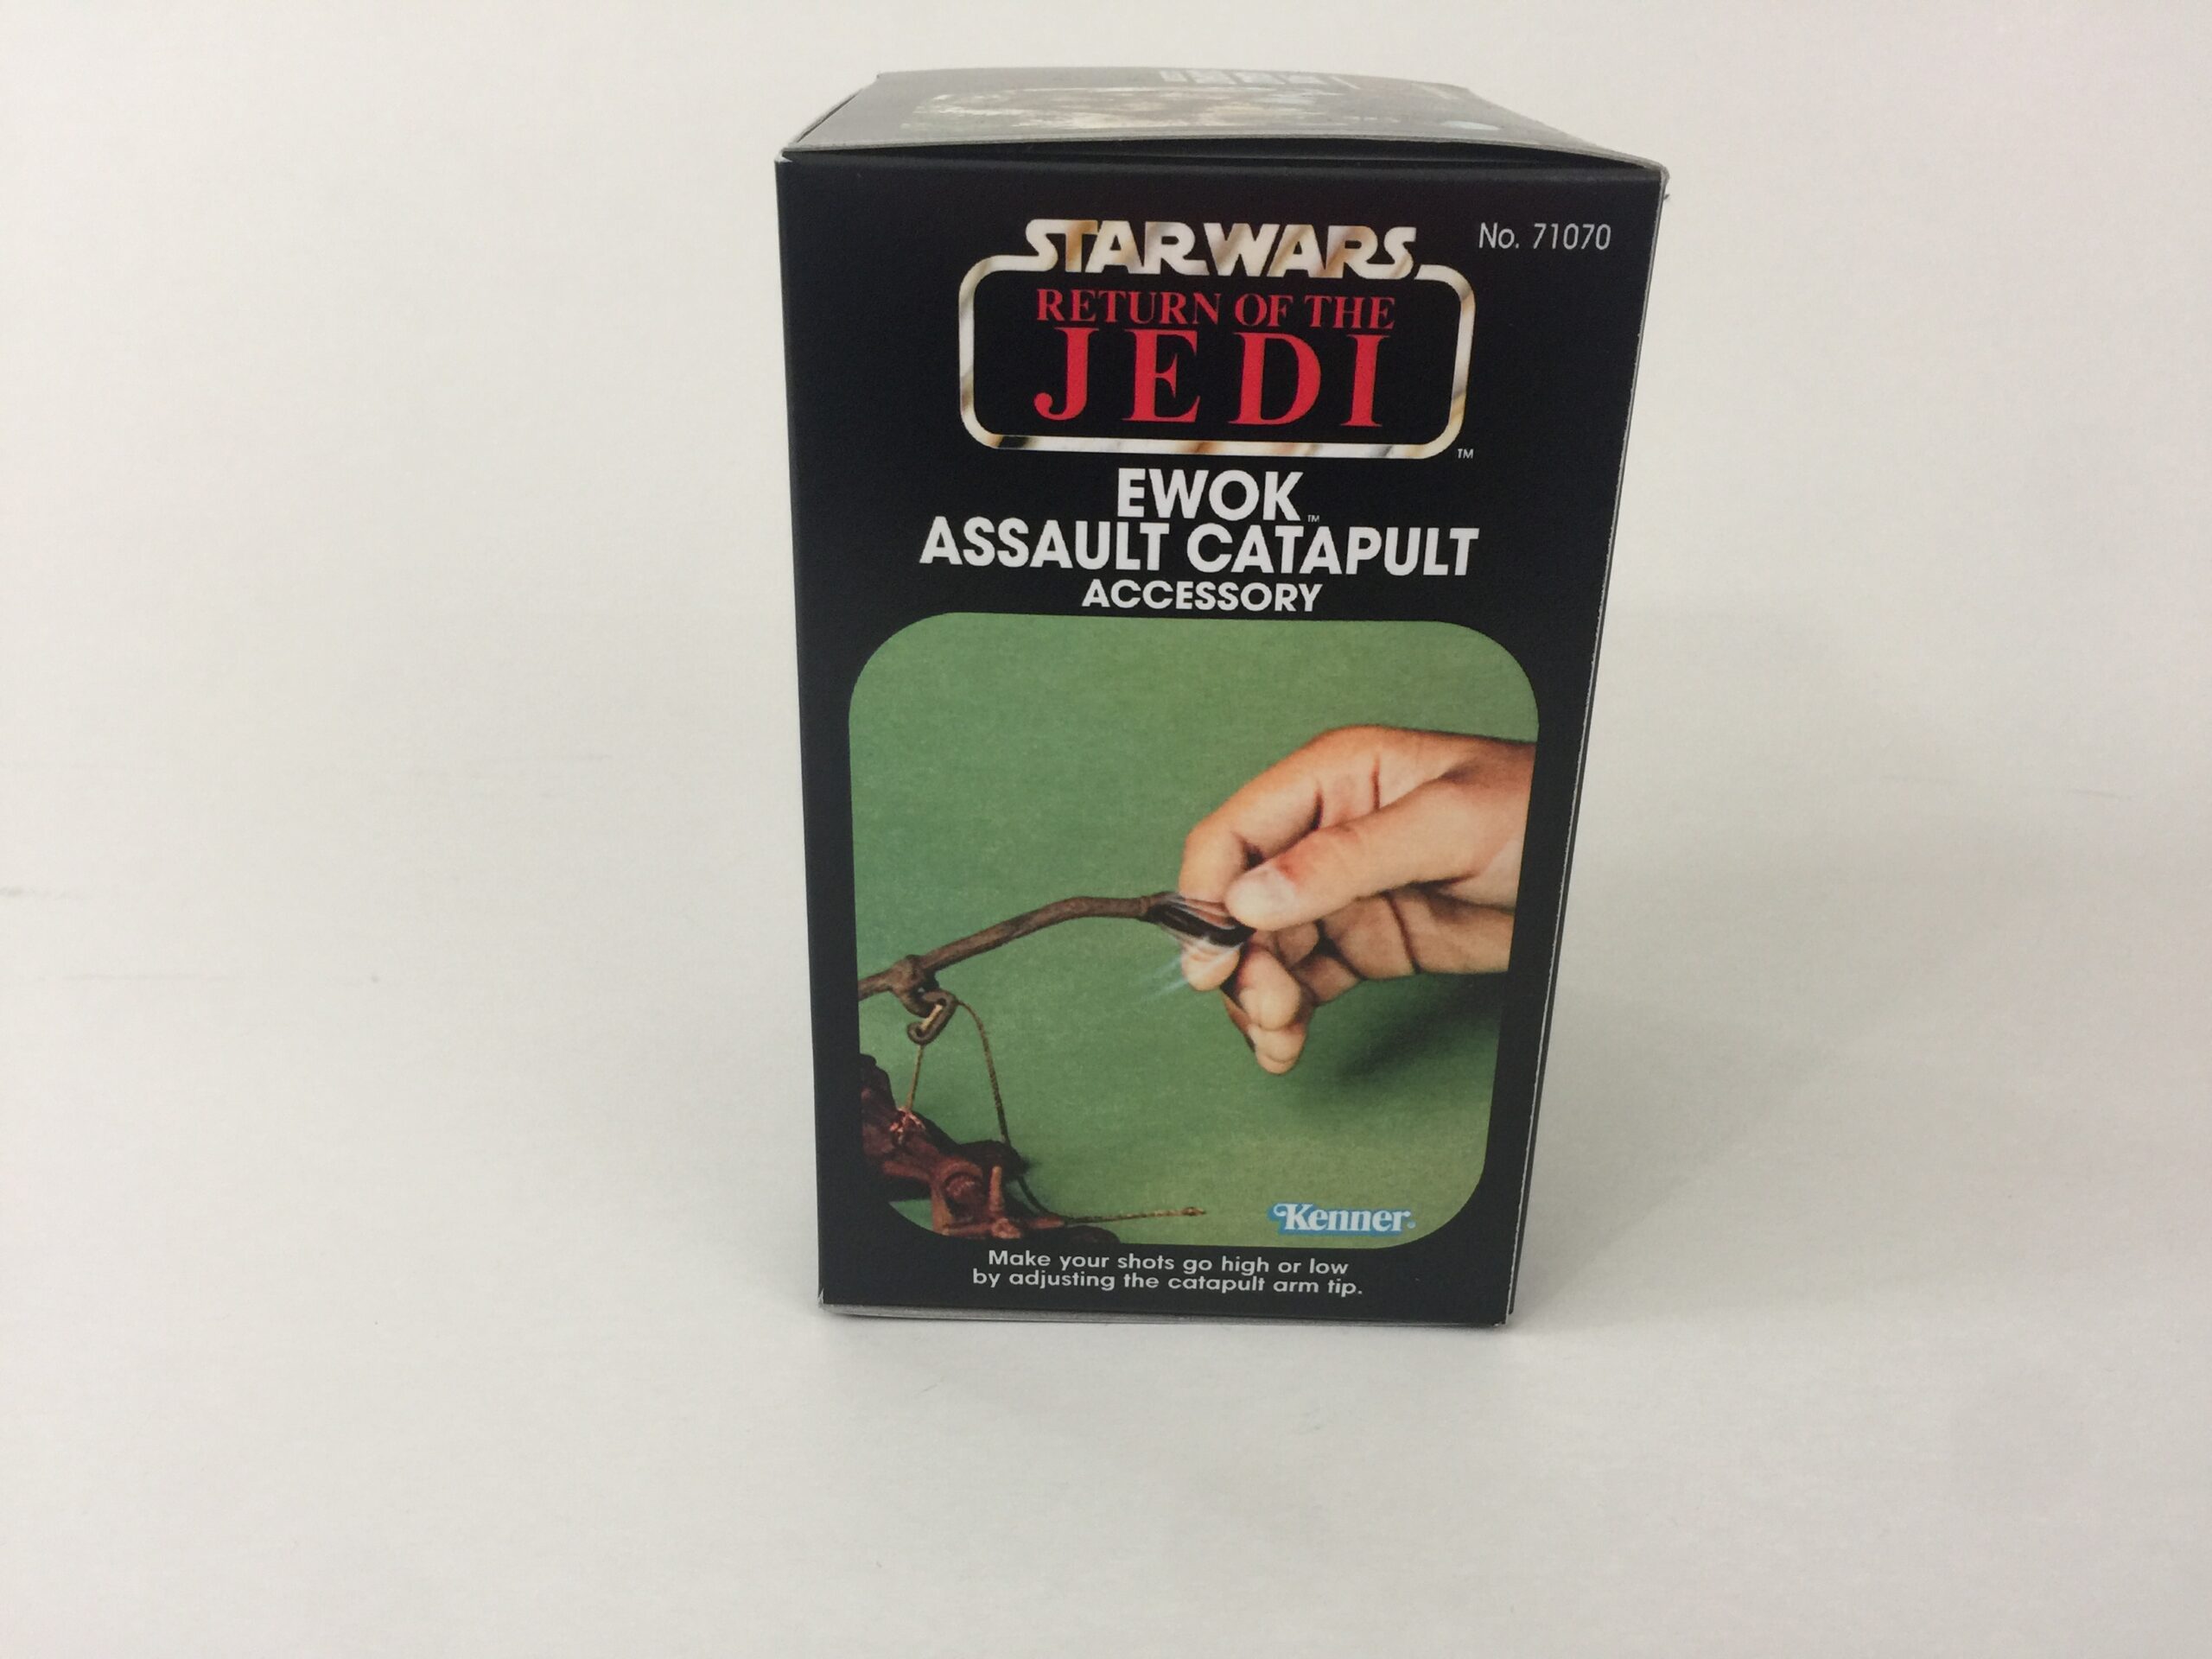 STAR WARS
No. 71070
RETURN OF THE
JEDI
TM
EWOK TM
ASSAULT CATAPULT
ACCESSORY
Kenner
Make your shots go high or low
by adjusting the catapult arm tip.